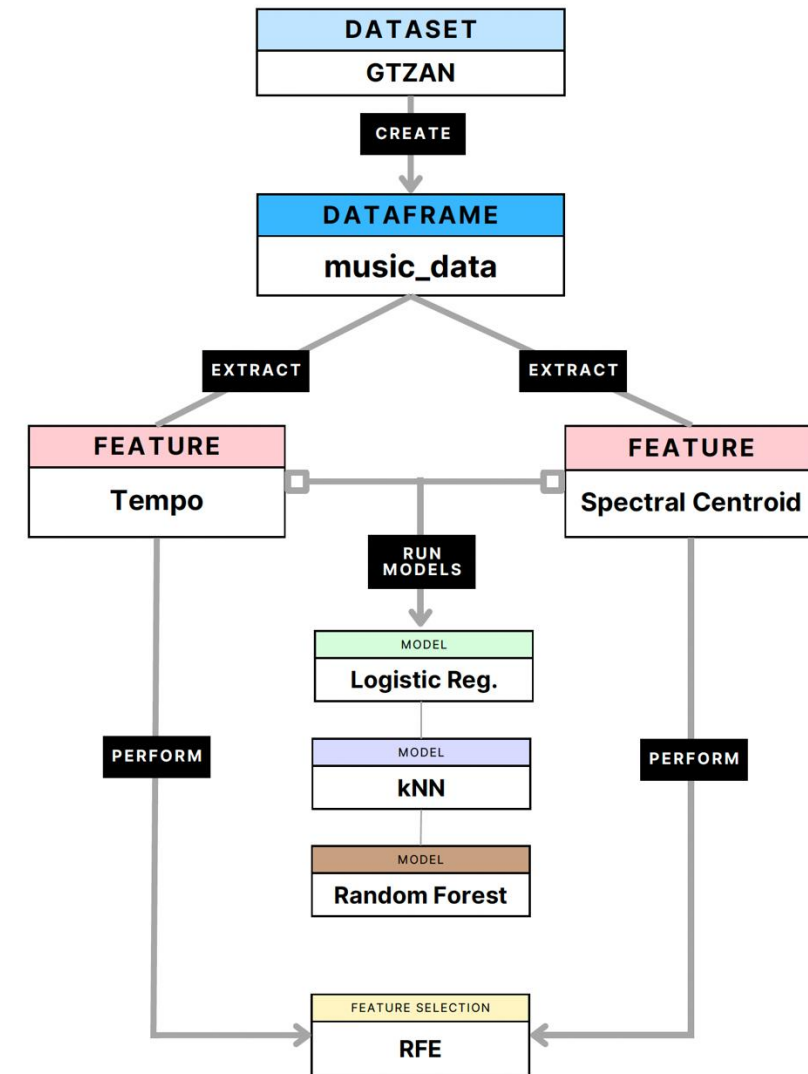 DATASET
GTZAN
CREATE
DATAFRAME
music_data
EXTRACT
EXTRACT
FEATURE
Tempo
FEATURE
Spectral Centroid
RUN
MODELS
MODEL
Logistic Reg.
PERFORM
PERFORM
MODEL
kNN
MODEL
Random Forest
FEATURE SELECTION
RFE